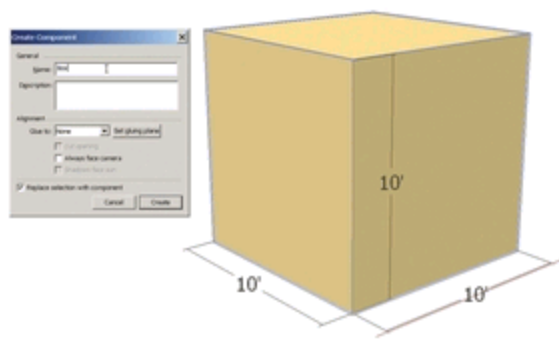 Create Component
General
Name:
Description:
Alignment
Glue to: None Set gluing plane
Cut opening
Always face camera
Shadows face sun
Replace selection with component
Cancel Create
10'
10'
10'